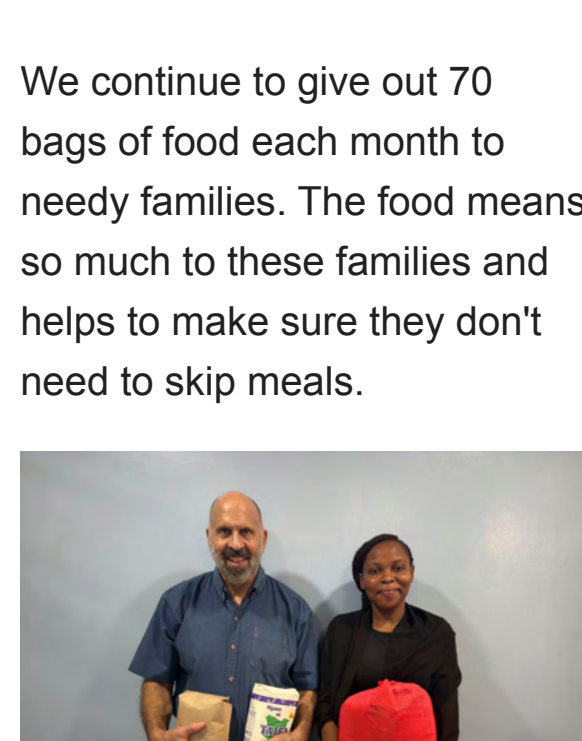 We continue to give out 70
bags of food each month to
needy families. The food means
so much to these families and
helps to make sure they don't
need to skip meals.
TAIFA